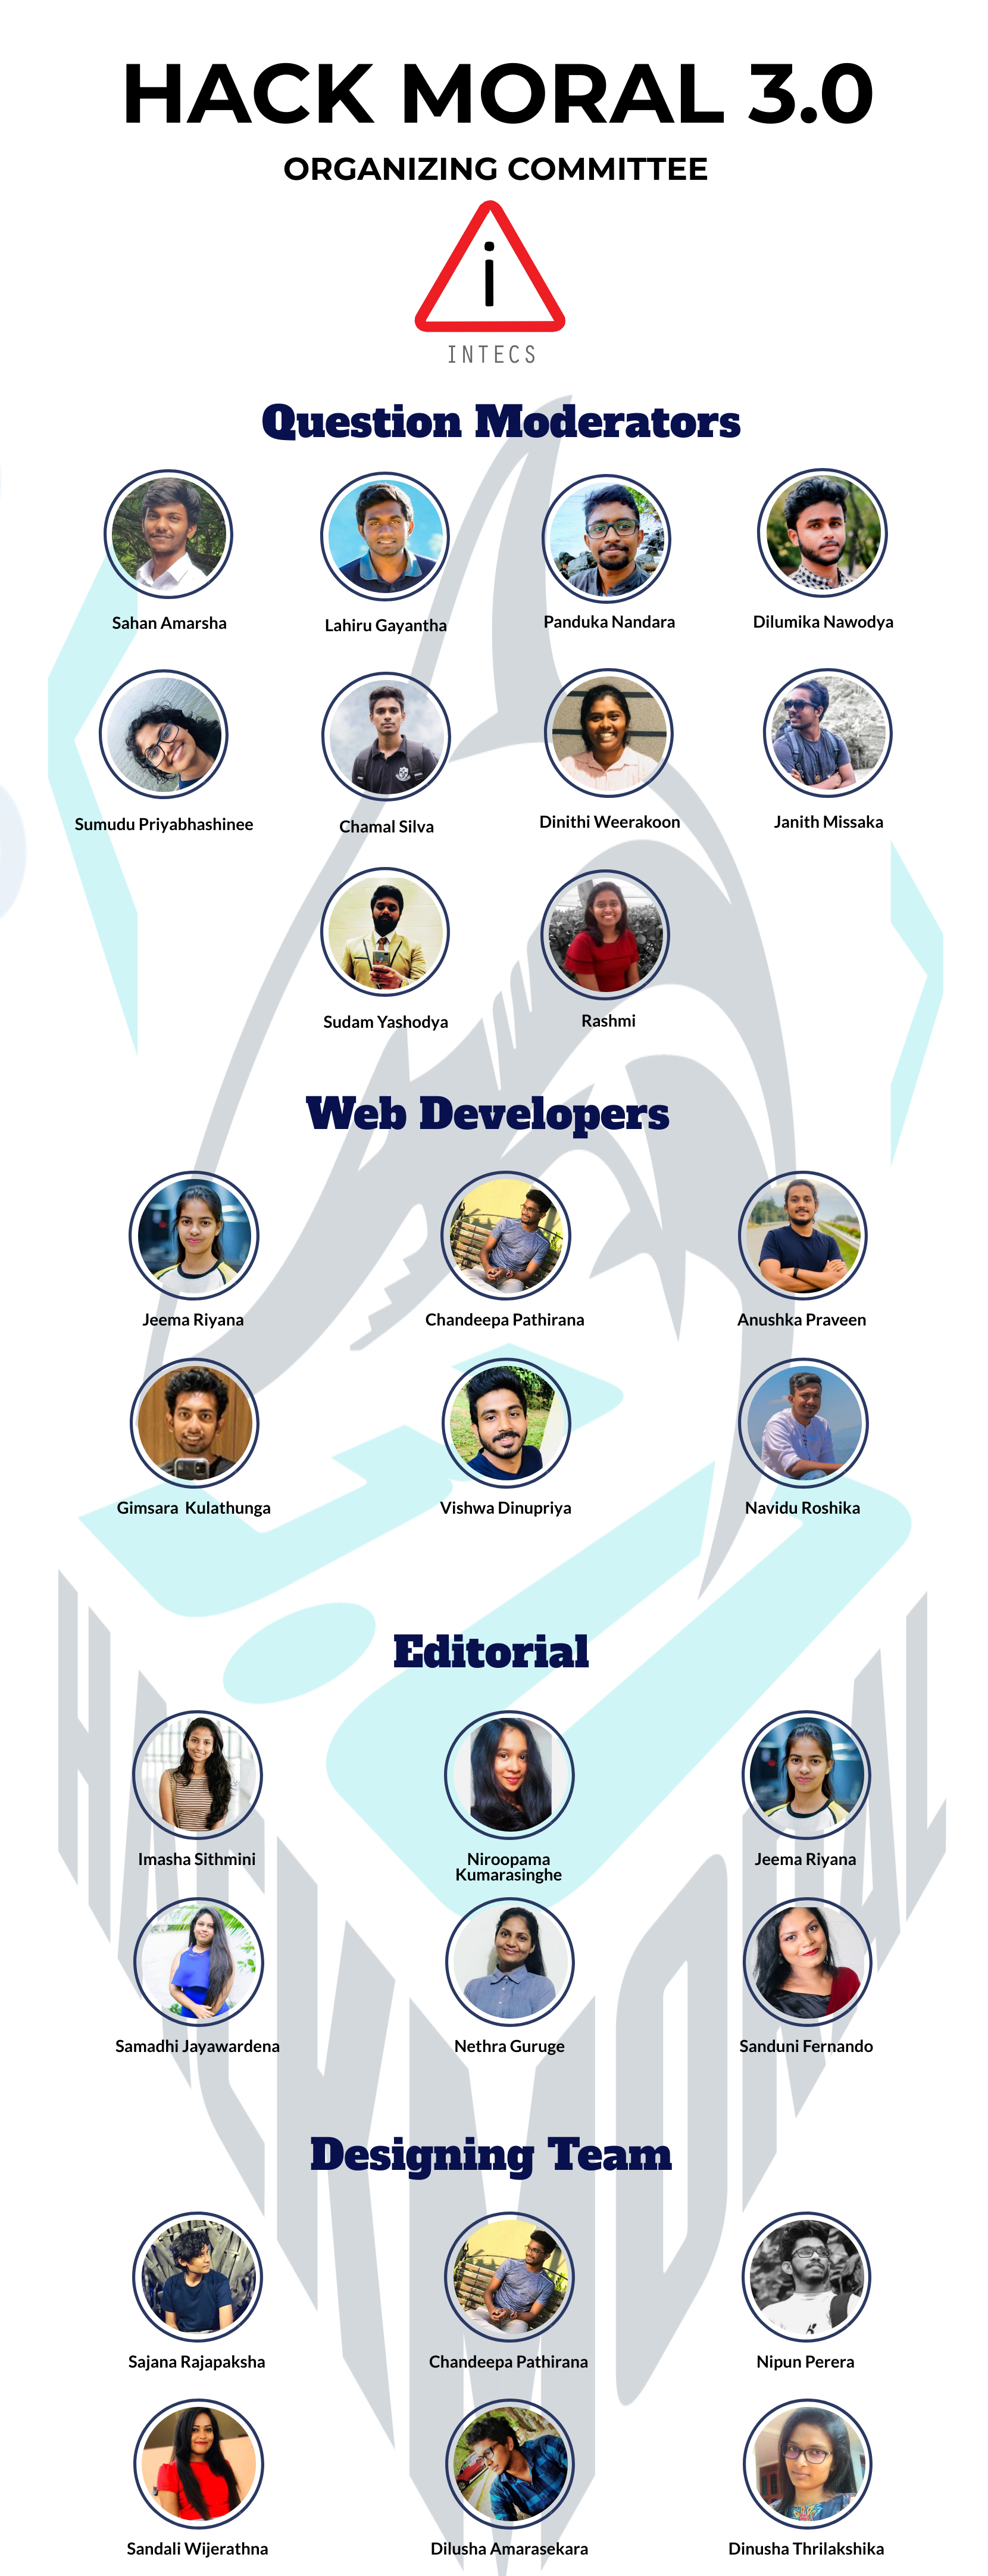 HACK MORAL 3.0
ORGANIZING COMMITTEE
i
INTECS
Question Moderators
Sahan Amarsha
Lahiru Gayantha
Panduka Nandara
Dilumika Nawodya
Sumudu Priyabhashinee
Chamal Silva
Dinithi Weerakoon
Janith Missaka
Sudam Yashodya
Rashmi
Web Developers
Jeema Riyana
Chandeepa Pathirana
Anushka Praveen
Gimsara Kulathunga
Vishwa Dinupriya
Navidu Roshika
Editorial
Imasha Sithmini
Niroopama
Kumarasinghe
Jeema Riyana
Samadhi Jayawardena
Nethra Guruge
Sanduni Fernando
Designing Team
Sajana Rajapaksha
Chandeepa Pathirana
Nipun Perera
Sandali Wijerathna
Dilusha Amarasekara
Dinusha Thrilakshika
HACKMORAL